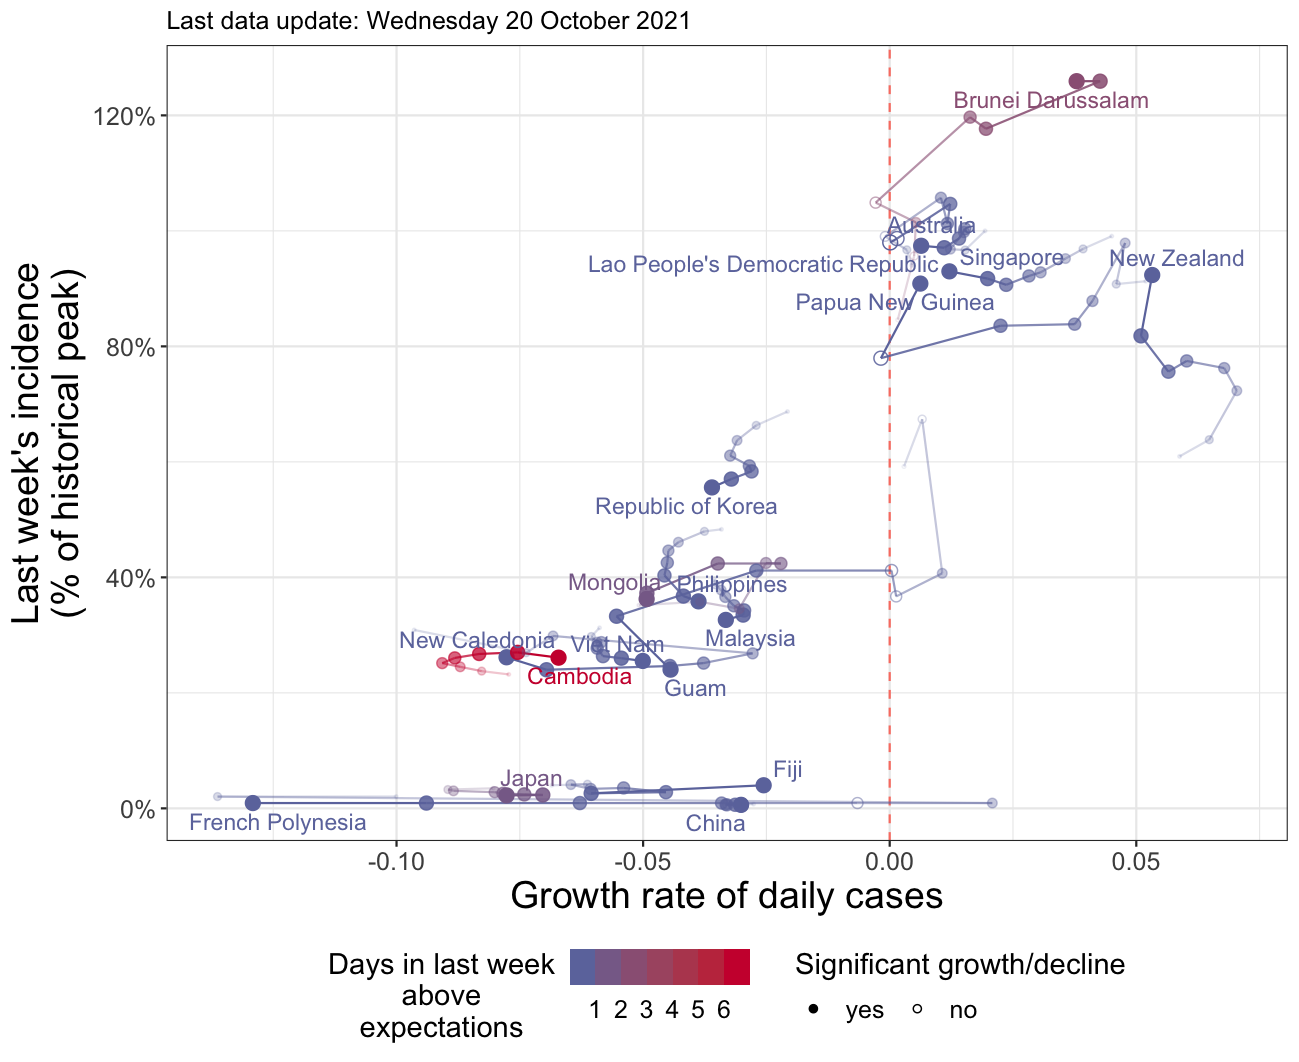 Last data update: Wednesday 20 October 2021
Last week's incidence
(% of historical peak)
120%
80%
40%
0%
Brunei Darussalam
Australia
Lao People's Democratic Republic
Singapore
New Zealand
Papua New Guinea
Republic of Korea
Mongolia
Philippines
New Caledonia
Viet Nam
Malaysia
Cambodia
Guam
Japan
Fiji
French Polynesia
China
-0.10
-0.05
0.00
0.05
Growth rate of daily cases
Days in last week
above
expectations
1 2 3 4 5 6
Significant growth/decline
yes
no